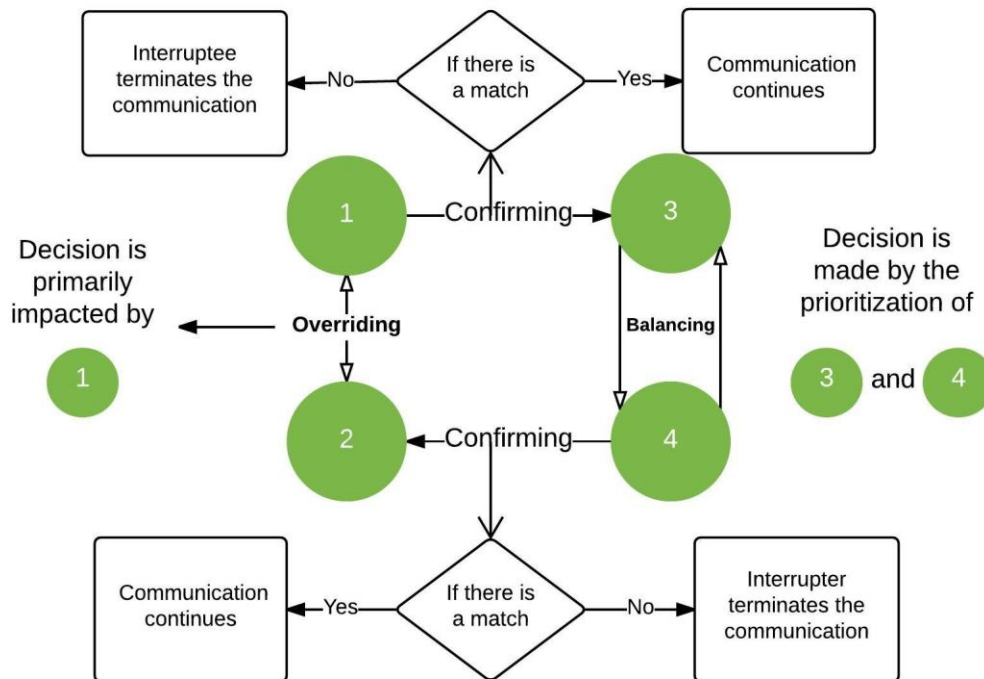 Interruptee
terminates the
communication
No
If there is
a match
Yes
Communication
continues
1
Confirming
3
Decision is
primarily
impacted by
1
Overriding
Balancing
Decision is
made by the
prioritization of
3 and 4
2
Confirming
4
Communication
continues
Yes
If there is
a match
No
Interrupter
terminates the
communication